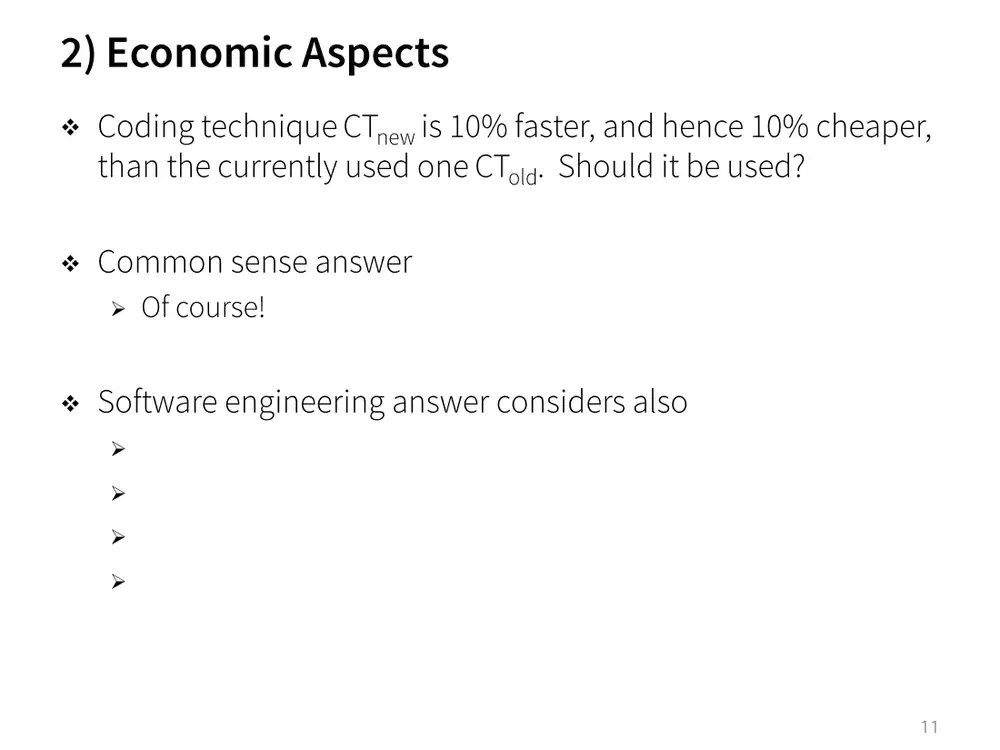 2) Economic Aspects
❖ Coding technique CTnew is 10% faster, and hence 10% cheaper,
than the currently used one CTold. Should it be used?
❖ Common sense answer
➢ Of course!
❖ Software engineering answer considers also
➢
➢
➢
➢
11